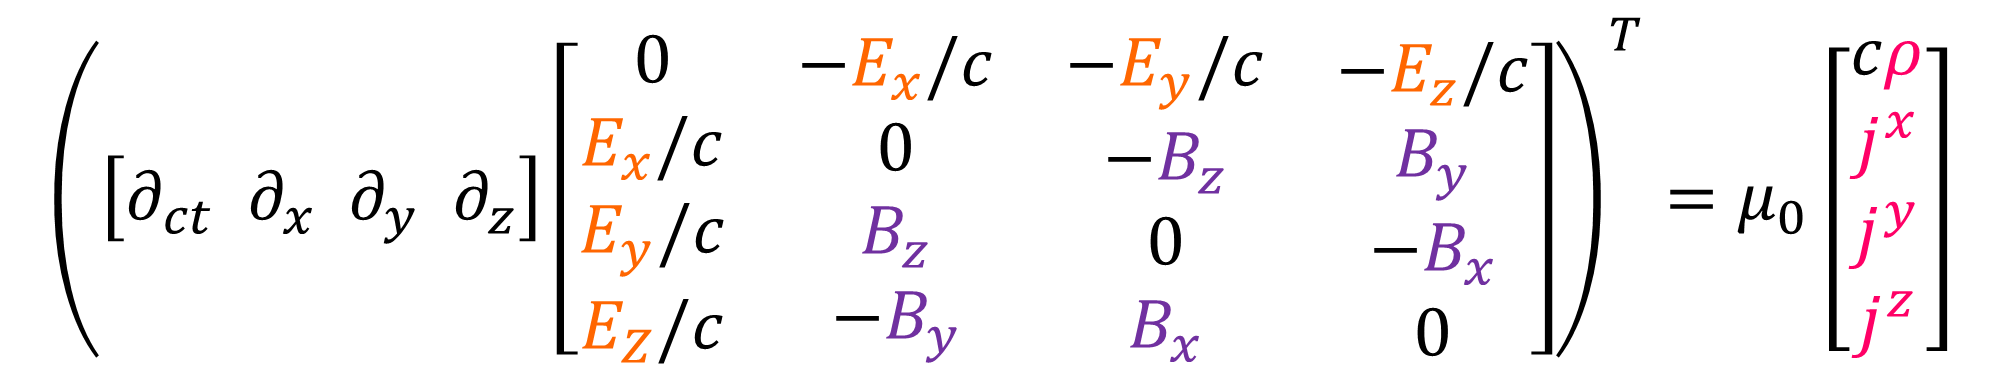 ( [∂_ct ∂_x ∂_y ∂_z] [ 0 −E_x/c −E_y/c −E_z/c
E_x/c 0 −B_z B_y
E_y/c B_z 0 −B_x
E_Z/c −B_y B_x 0 ] )^T = μ_0 [ cρ
j^x
j^y
j^z ]